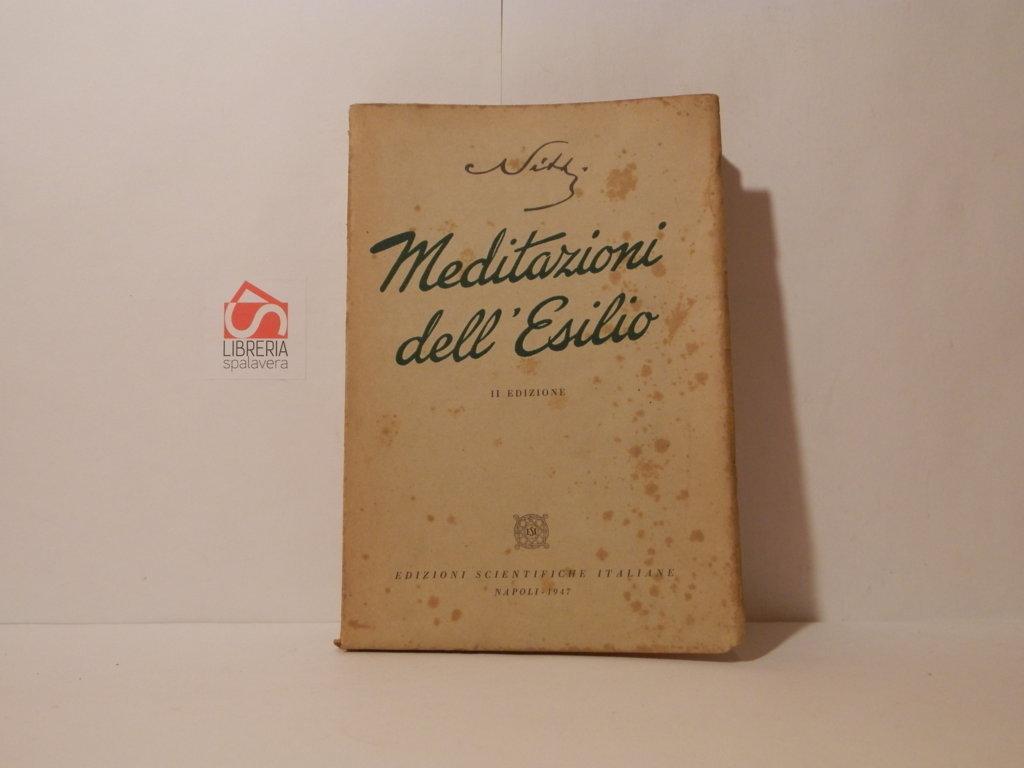 Nitti
Meditazioni
dell'Esilio
II EDIZIONE
ESI
EDIZIONI SCIENTIFICHE ITALIANE
NAPOLI - 1947
LIBRERIA
spalavera